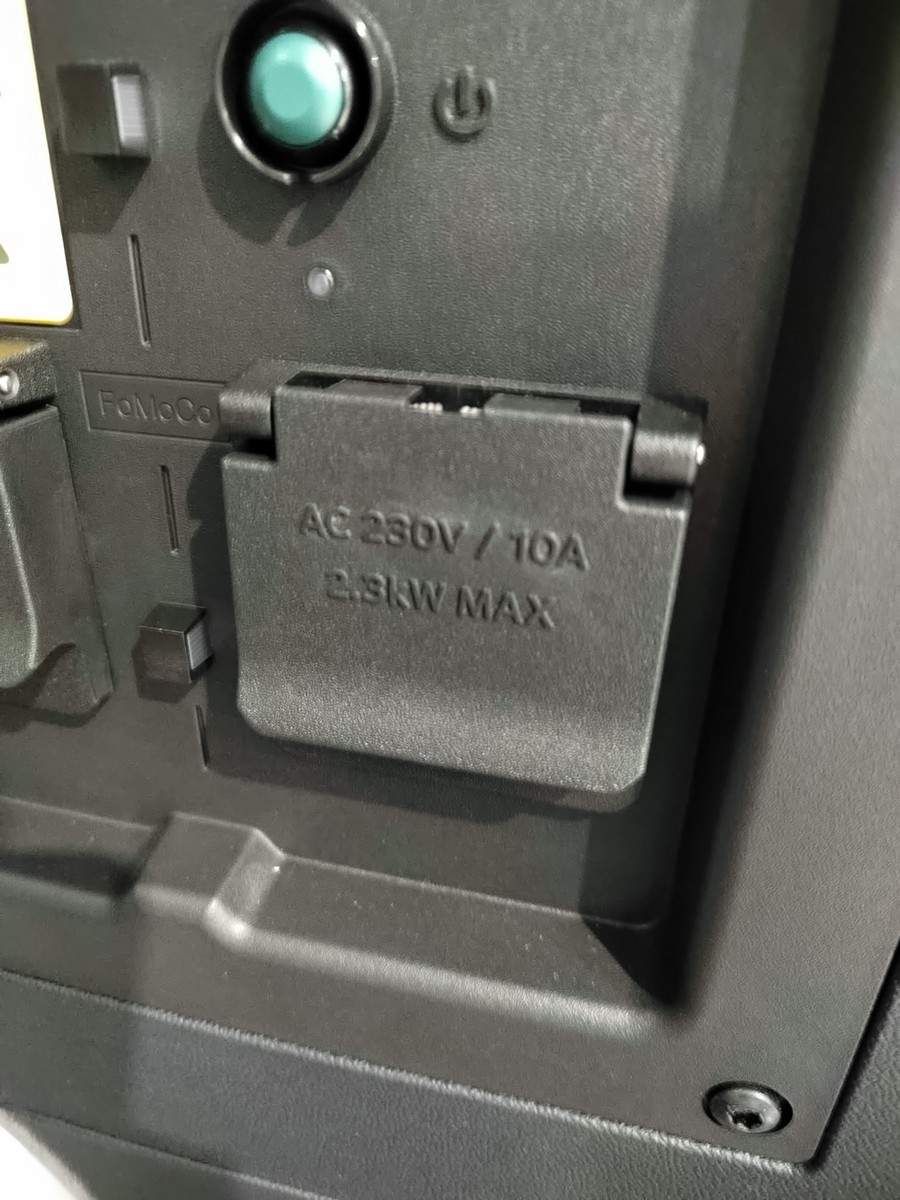 FoMoCo
AC 230V / 10A
2.3kW MAX